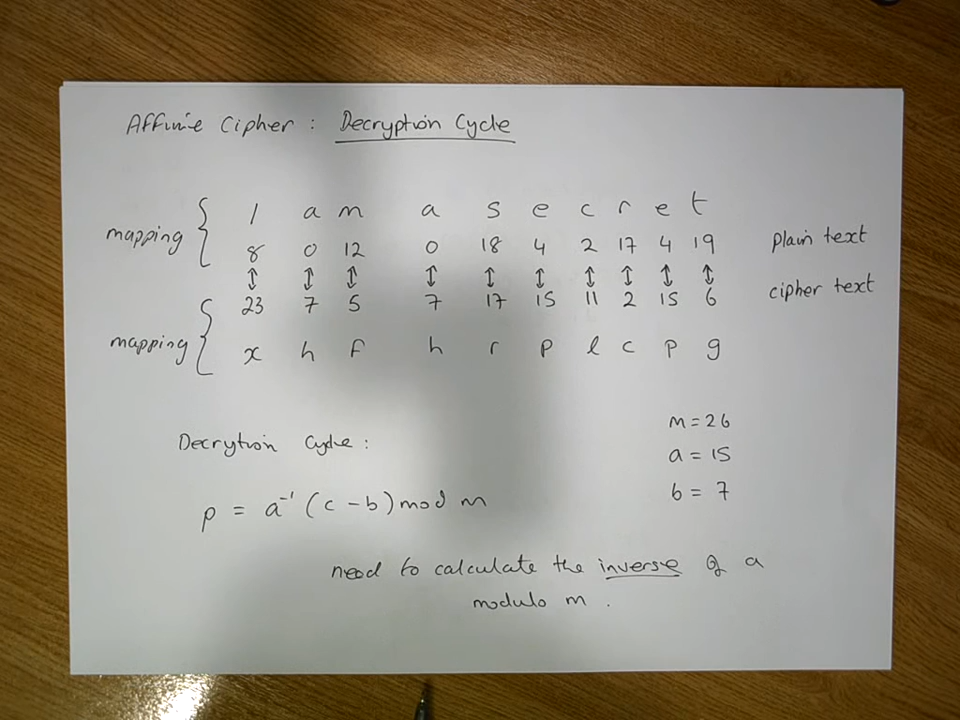 Affine Cipher : Decryption Cycle
mapping { I a m a s e c r e t
8 0 12 0 18 4 2 17 4 19 plain text
↕ ↕ ↕ ↕ ↕ ↕ ↕ ↕ ↕ ↕
23 7 5 7 17 15 11 2 15 6 cipher text
mapping { x h f h r p l c p g
m = 26
Decrytion Cycle :
a = 15
b = 7
p = a⁻¹ (c - b) mod m
need to calculate the inverse of a
modulo m .